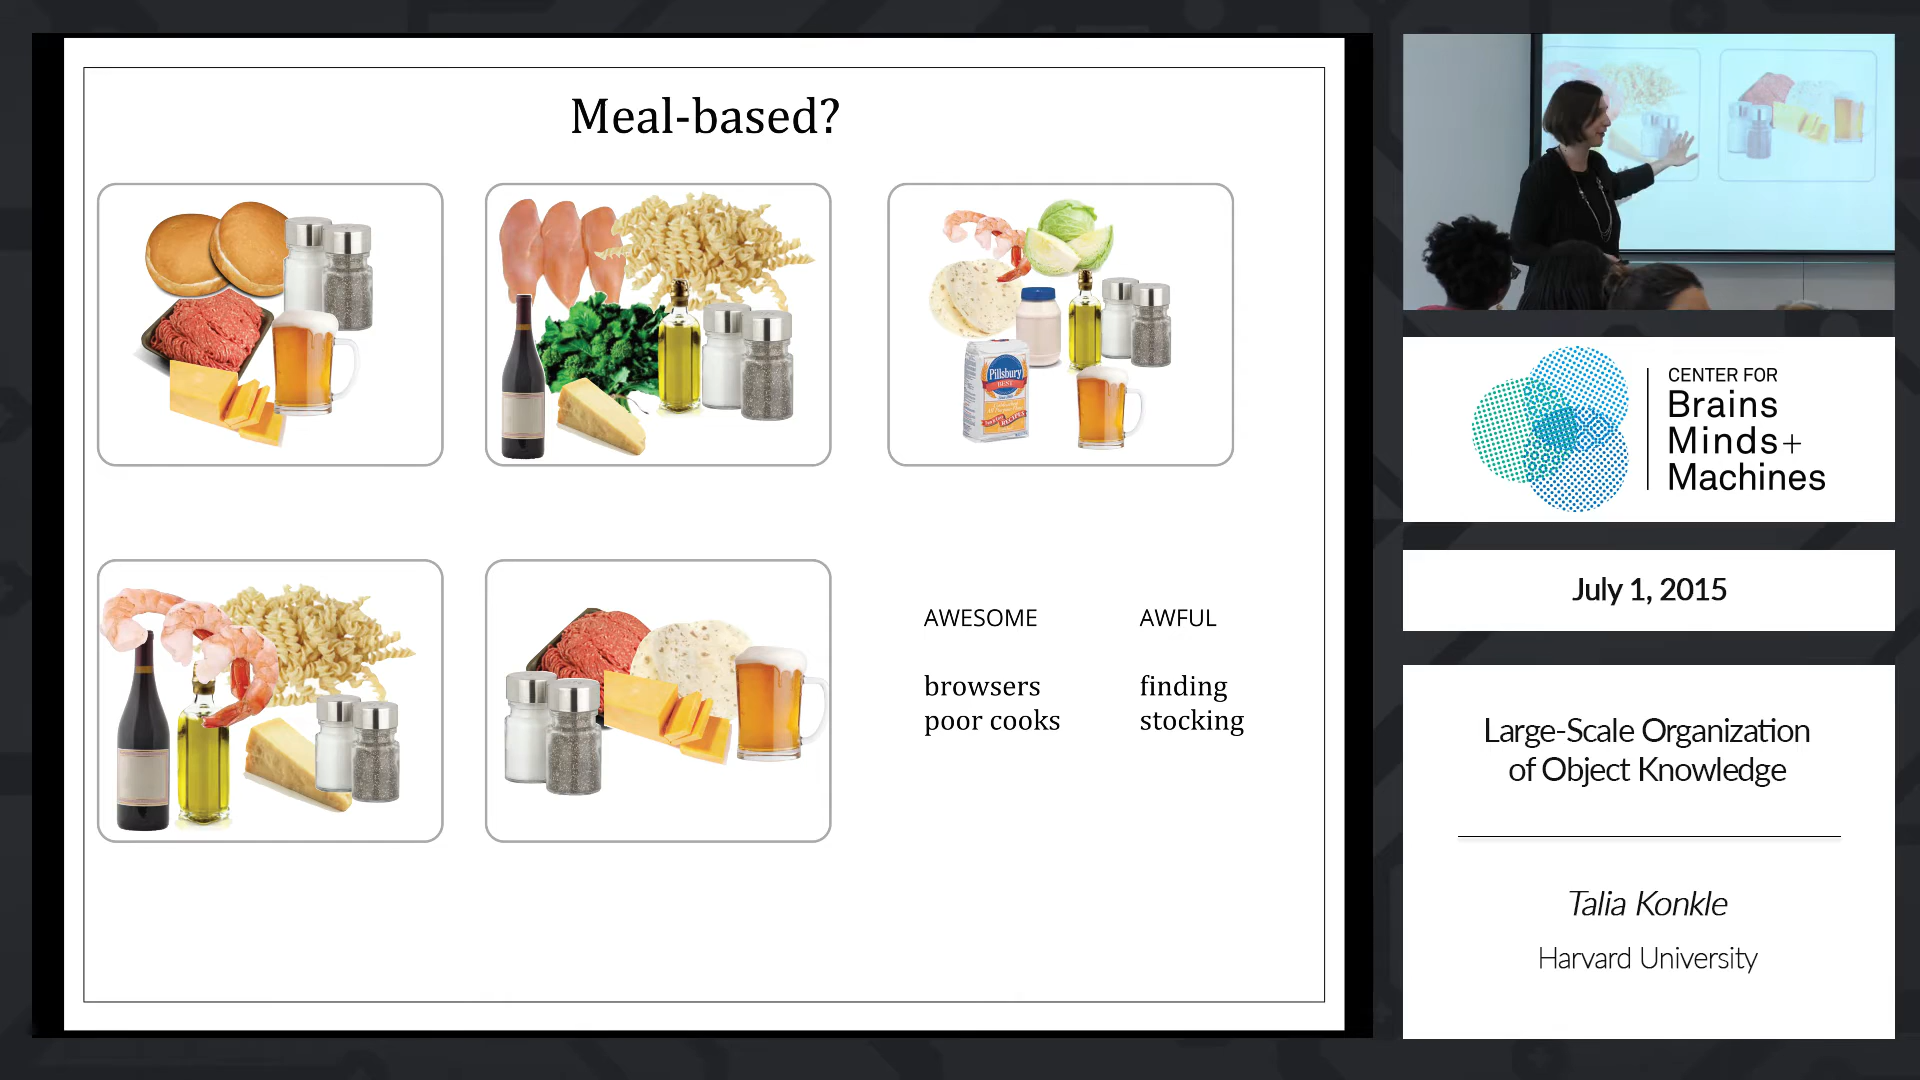 Meal-based?
Pillsbury
BEST
RECIPES
AWESOME
AWFUL
browsers
poor cooks
finding
stocking
CENTER FOR
Brains
Minds+
Machines
July 1, 2015
Large-Scale Organization
of Object Knowledge
Talia Konkle
Harvard University